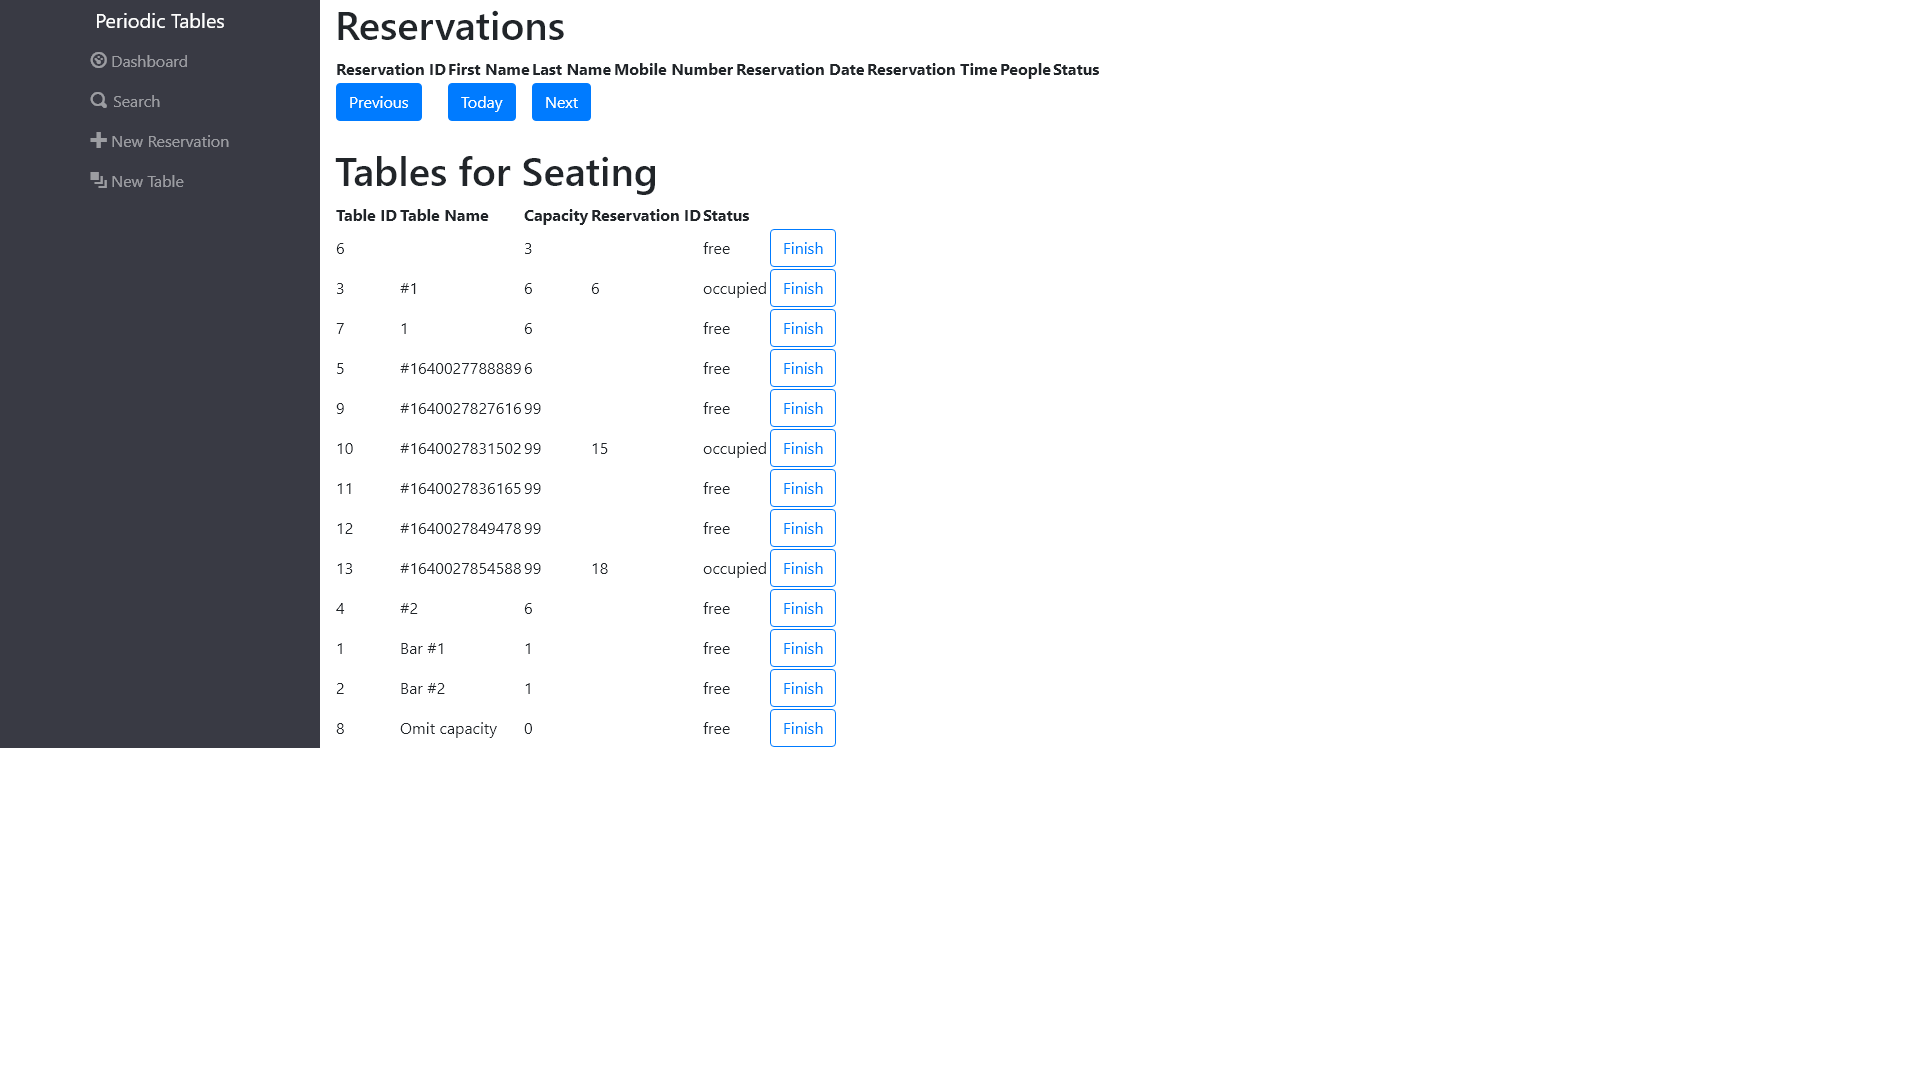 Periodic Tables
Dashboard
Search
New Reservation
New Table
Reservations
Reservation ID First Name Last Name Mobile Number Reservation Date Reservation Time People Status
Previous Today Next
Tables for Seating
Table ID Table Name Capacity Reservation ID Status
6 3 free Finish
3 #1 6 6 occupied Finish
7 1 6 free Finish
5 #1640027788889 6 free Finish
9 #1640027827616 99 free Finish
10 #1640027831502 99 15 occupied Finish
11 #1640027836165 99 free Finish
12 #1640027849478 99 free Finish
13 #1640027854588 99 18 occupied Finish
4 #2 6 free Finish
1 Bar #1 1 free Finish
2 Bar #2 1 free Finish
8 Omit capacity 0 free Finish